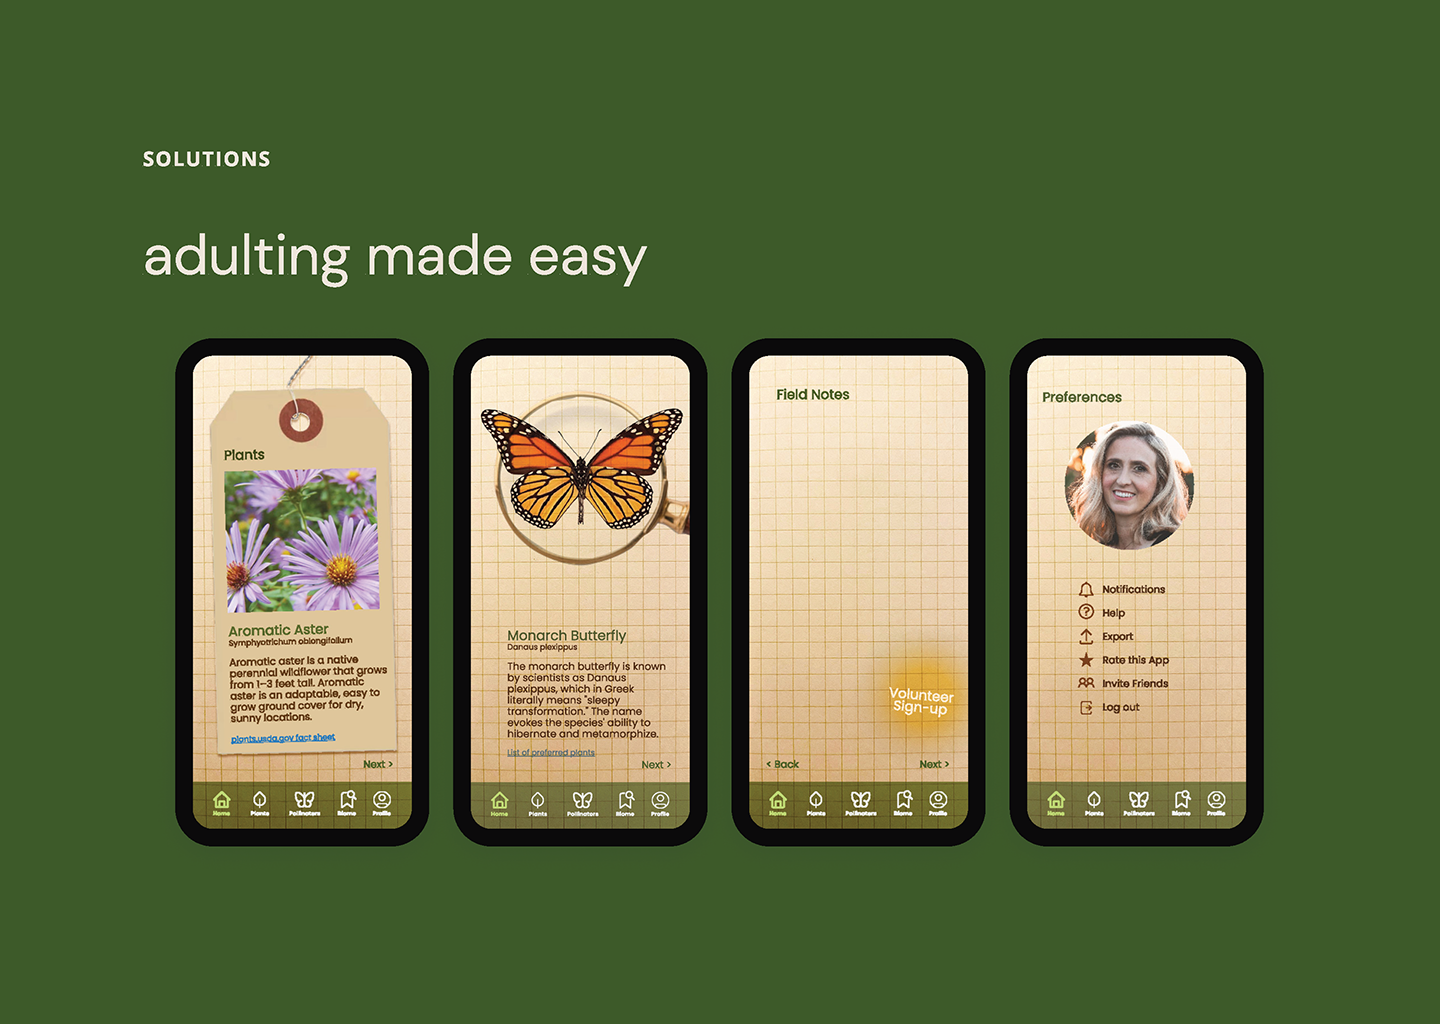 SOLUTIONS
adulting made easy
Plants
Aromatic Aster
Symphyotrichum oblongifolium
Aromatic aster is a native
perennial wildflower that grows
from 1–3 feet tall. Aromatic
aster is an adaptable, easy to
grow ground cover for dry,
sunny locations.
plants.usda.gov fact sheet
Next >
Home Plants Pollinators Biome Profile
Monarch Butterfly
Danaus plexippus
The monarch butterfly is known
by scientists as Danaus
plexippus, which in Greek
literally means "sleepy
transformation." The name
evokes the species' ability to
hibernate and metamorphize.
List of preferred plants
Next >
Home Plants Pollinators Biome Profile
Field Notes
Volunteer
Sign-up
< Back Next >
Home Plants Pollinators Biome Profile
Preferences
Notifications
Help
Export
Rate this App
Invite Friends
Log out
Home Plants Pollinators Biome Profile